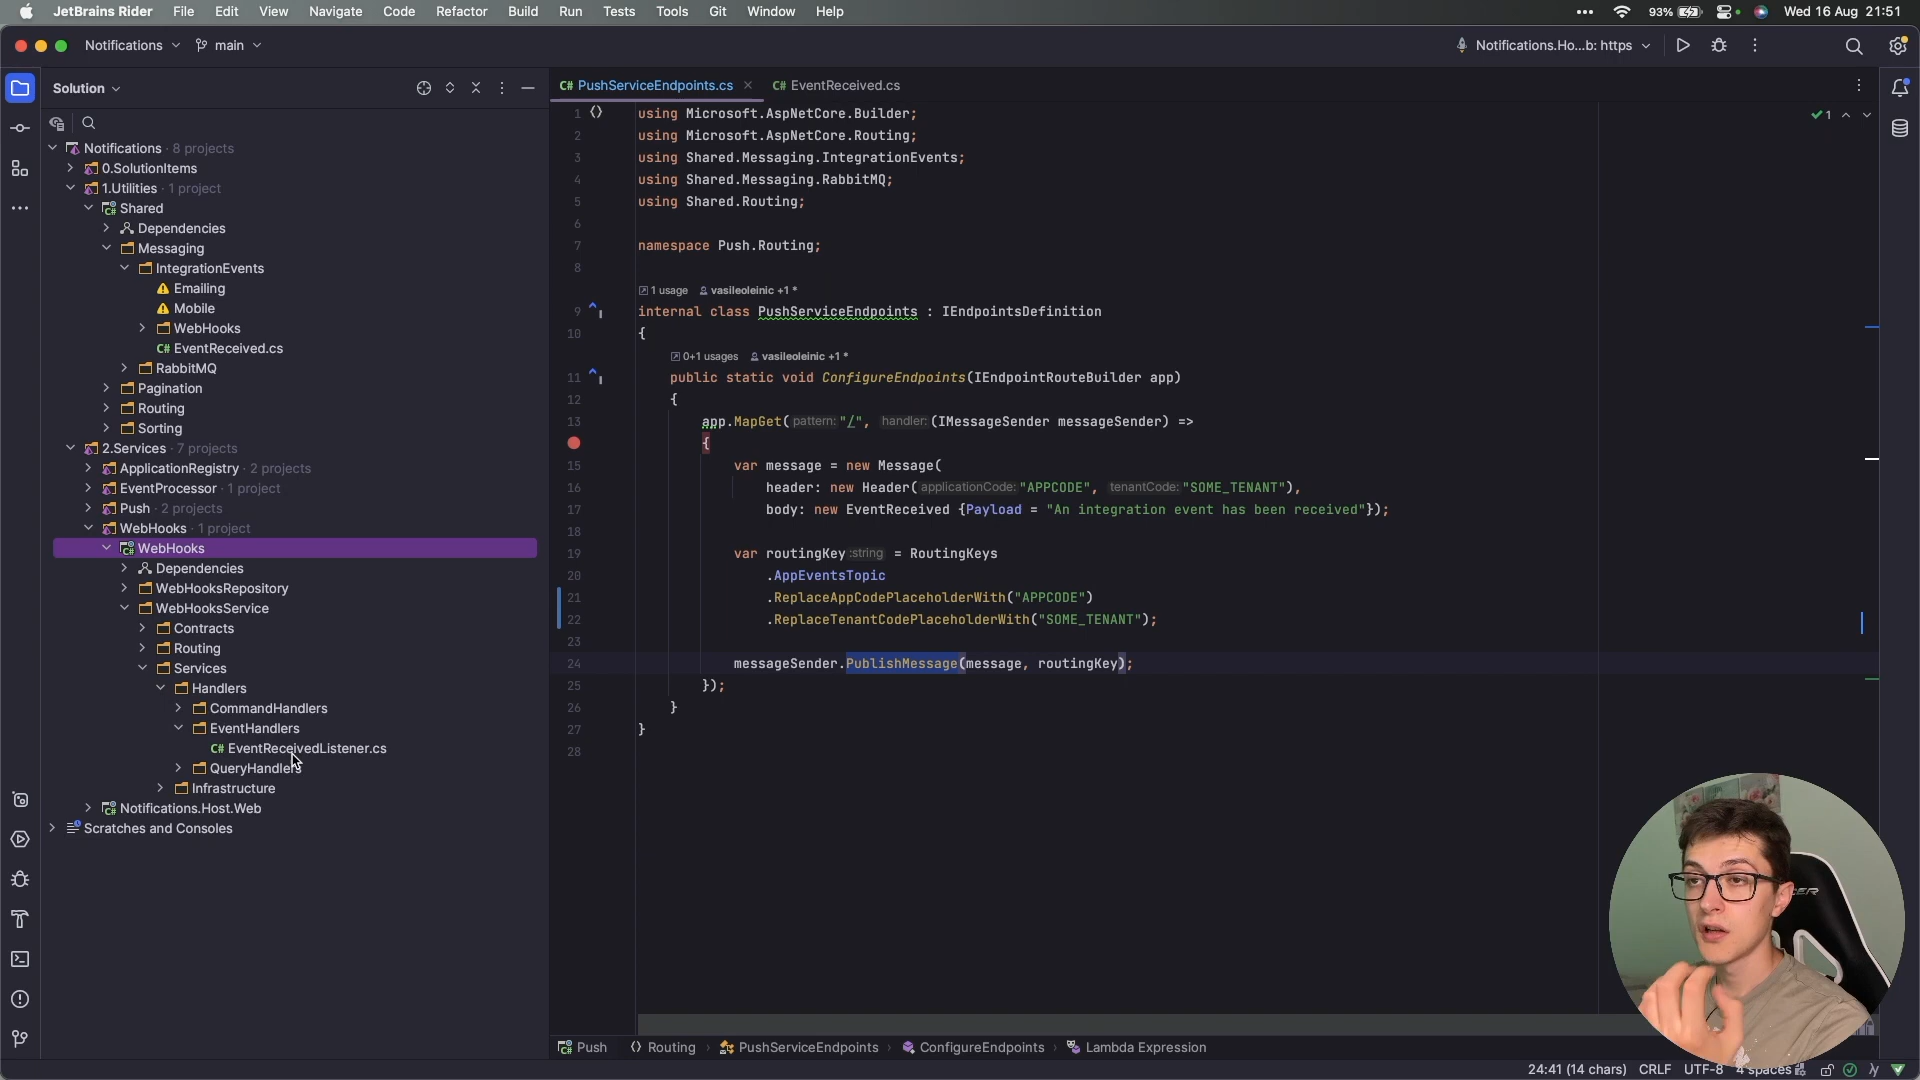 JetBrains Rider File Edit View Navigate Code Refactor Build Run Tests Tools Git Window Help 93% Wed 16 Aug 21:51
Notifications main Notifications.Ho...b: https
Solution
PushServiceEndpoints.cs EventReceived.cs
Notifications · 8 projects
0.SolutionItems
1.Utilities · 1 project
Shared
Dependencies
Messaging
IntegrationEvents
Emailing
Mobile
WebHooks
C# EventReceived.cs
RabbitMQ
Pagination
Routing
Sorting
2.Services · 7 projects
ApplicationRegistry · 2 projects
EventProcessor · 1 project
Push · 2 projects
WebHooks · 1 project
WebHooks
Dependencies
WebHooksRepository
WebHooksService
Contracts
Routing
Services
Handlers
CommandHandlers
EventHandlers
C# EventReceivedListener.cs
QueryHandlers
Infrastructure
Notifications.Host.Web
Scratches and Consoles
1 using Microsoft.AspNetCore.Builder;
2 using Microsoft.AspNetCore.Routing;
3 using Shared.Messaging.IntegrationEvents;
4 using Shared.Messaging.RabbitMQ;
5 using Shared.Routing;
6
7 namespace Push.Routing;
8
1 usage vasileoleinic +1 *
9 internal class PushServiceEndpoints : IEndpointsDefinition
10 {
0+1 usages vasileoleinic +1 *
11 public static void ConfigureEndpoints(IEndpointRouteBuilder app)
12 {
13 app.MapGet( pattern: "/", handler: (IMessageSender messageSender) =>
{
15 var message = new Message(
16 header: new Header( applicationCode: "APPCODE", tenantCode: "SOME_TENANT"),
17 body: new EventReceived {Payload = "An integration event has been received"});
18
19 var routingKey :string = RoutingKeys
20 .AppEventsTopic
21 .ReplaceAppCodePlaceholderWith("APPCODE")
22 .ReplaceTenantCodePlaceholderWith("SOME_TENANT");
23
24 messageSender.PublishMessage(message, routingKey);
25 });
26 }
27 }
28
1
Push Routing PushServiceEndpoints ConfigureEndpoints Lambda Expression
24:41 (14 chars) CRLF UTF-8 4 spaces